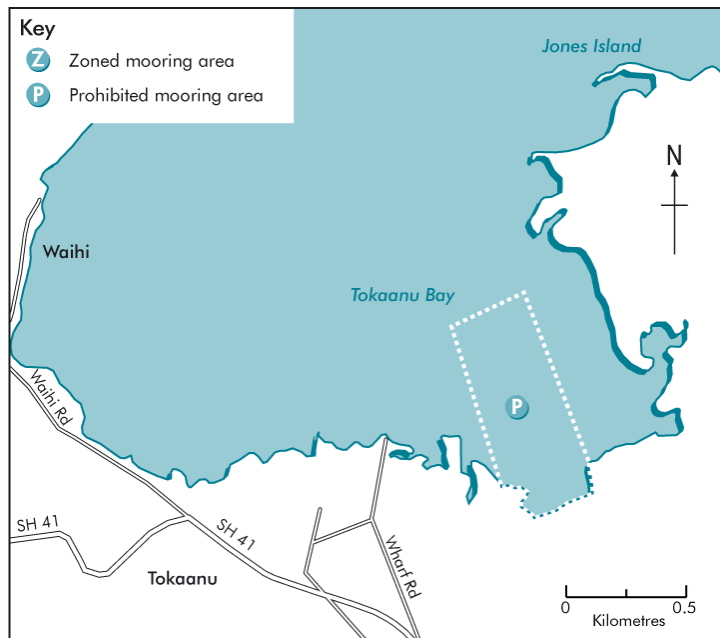 Key
Z Zoned mooring area
P Prohibited mooring area
Jones Island
N
Waihi
Tokaanu Bay
P
Waihi Rd
SH 41
SH 41
Wharf Rd
Tokaanu
0 0.5
Kilometres